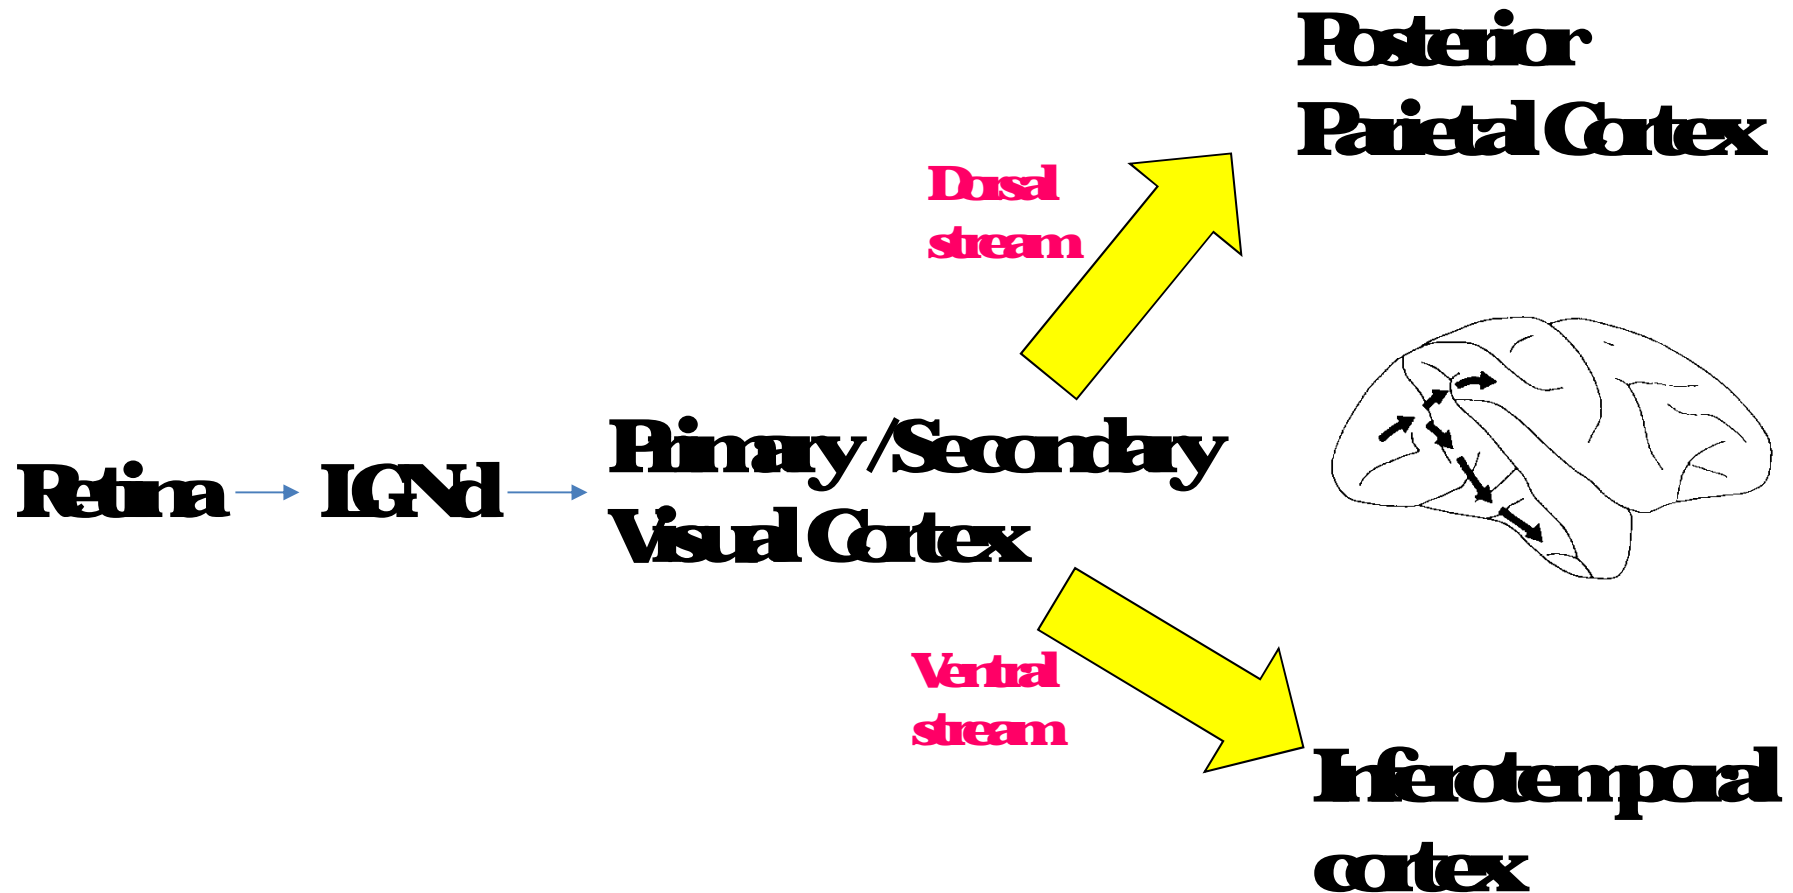 Posterior
Parietal Cortex
Dorsal
stream
Retina
LGNd
Primary /Secondary
Visual Cortex
Ventral
stream
Inferotemporal
cortex